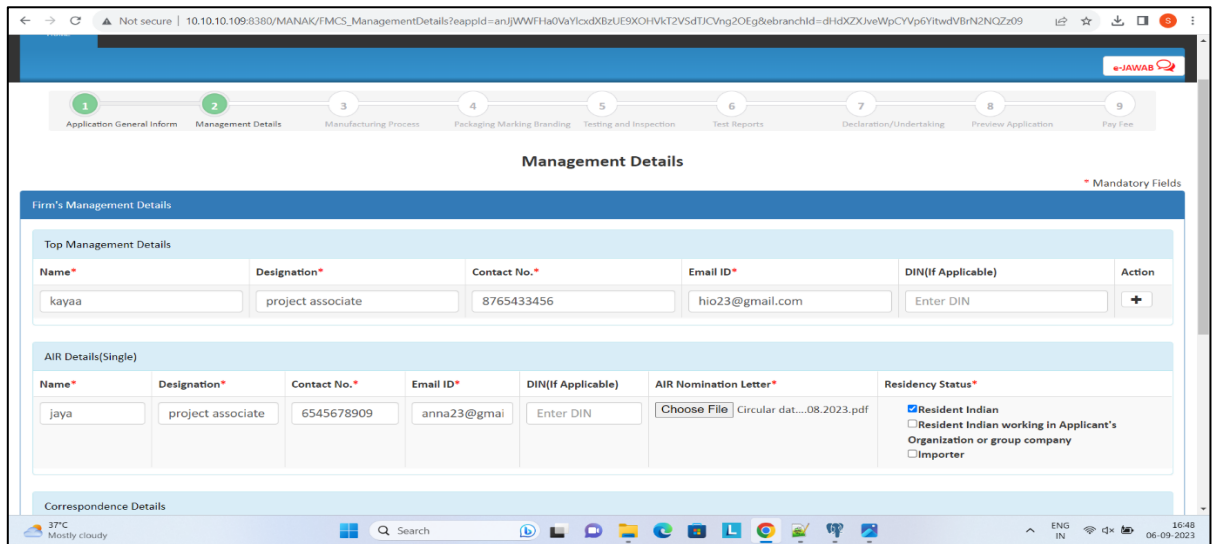 Not secure | 10.10.10.109:8380/MANAK/FMCS_ManagementDetails?eappId=anJjWWFHa0VaYlcxdXBzUE9XOHVkT2VSdTJCVng2OEg&ebranchId=dHdXZXJveWpCYVp6YitwdVBrN2NQZz09 S
e-JAWAB
1 2 3 4 5 6 7 8 9
Application General Inform Management Details Manufacturing Process Packaging Marking Branding Testing and Inspection Test Reports Declaration/Undertaking Preview Application Pay Fee
Management Details
* Mandatory Fields
Firm's Management Details
Top Management Details
Name* Designation* Contact No.* Email ID* DIN(If Applicable) Action
kayaa project associate 8765433456 hio23@gmail.com Enter DIN +
AIR Details(Single)
Name* Designation* Contact No.* Email ID* DIN(If Applicable) AIR Nomination Letter* Residency Status*
jaya project associate 6545678909 anna23@gmai Enter DIN Choose File Circular dat....08.2023.pdf Resident Indian
Resident Indian working in Applicant's
Organization or group company
Importer
Correspondence Details
37°C Search ENG 16:48
Mostly cloudy IN 06-09-2023